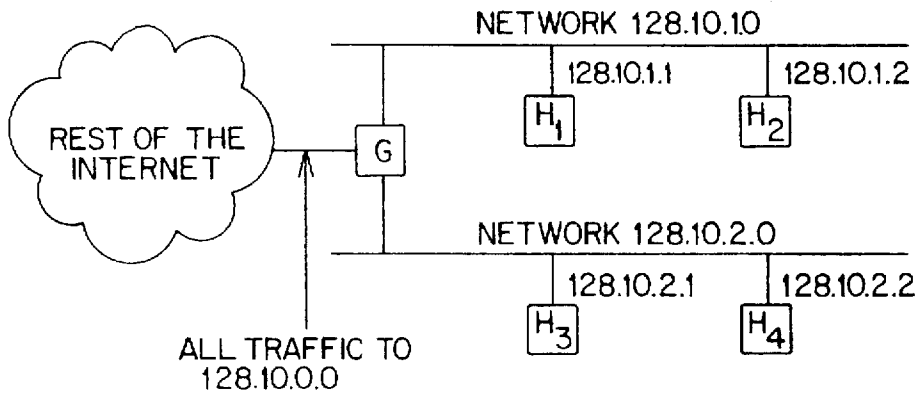 NETWORK 128.10.1.0
128.10.1.1
128.10.1.2
H1
H2
REST OF THE
INTERNET
G
NETWORK 128.10.2.0
128.10.2.1
128.10.2.2
H3
H4
ALL TRAFFIC TO
128.10.0.0